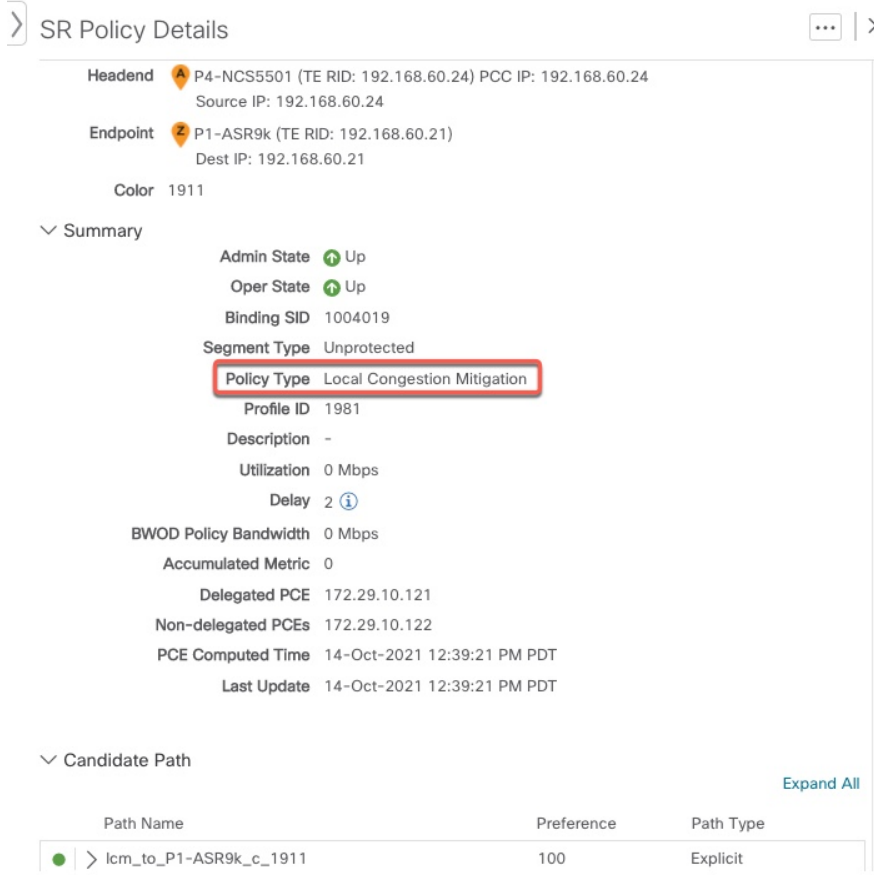 SR Policy Details
Headend A P4-NCS5501 (TE RID: 192.168.60.24) PCC IP: 192.168.60.24
Source IP: 192.168.60.24
Endpoint Z P1-ASR9k (TE RID: 192.168.60.21)
Dest IP: 192.168.60.21
Color 1911
Summary
Admin State Up
Oper State Up
Binding SID 1004019
Segment Type Unprotected
Policy Type Local Congestion Mitigation
Profile ID 1981
Description -
Utilization 0 Mbps
Delay 2 i
BWOD Policy Bandwidth 0 Mbps
Accumulated Metric 0
Delegated PCE 172.29.10.121
Non-delegated PCEs 172.29.10.122
PCE Computed Time 14-Oct-2021 12:39:21 PM PDT
Last Update 14-Oct-2021 12:39:21 PM PDT
Candidate Path
Expand All
Path Name Preference Path Type
lcm_to_P1-ASR9k_c_1911 100 Explicit